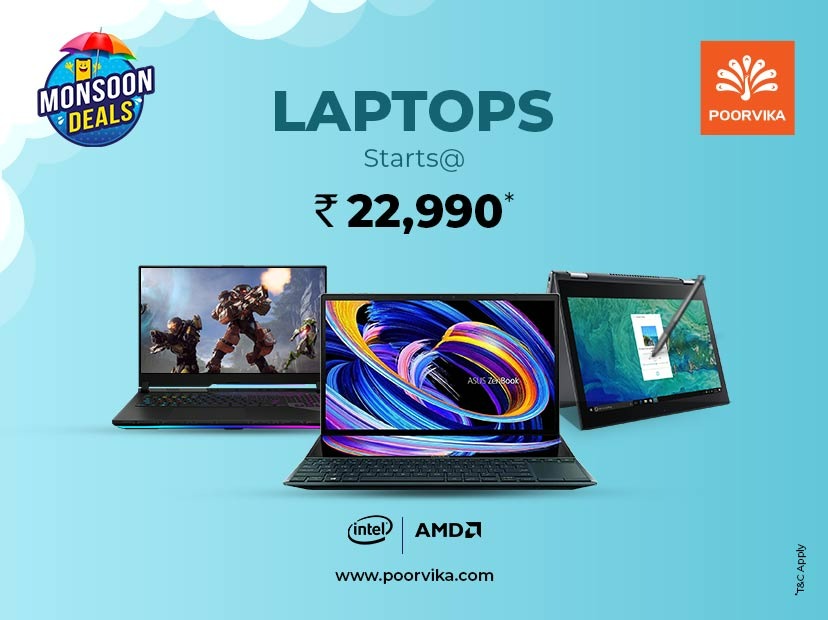 MONSOON
DEALS
LAPTOPS
Starts@
₹ 22,990*
POORVIKA
ASUS ZenBook
intel
AMD
www.poorvika.com
*T&C Apply